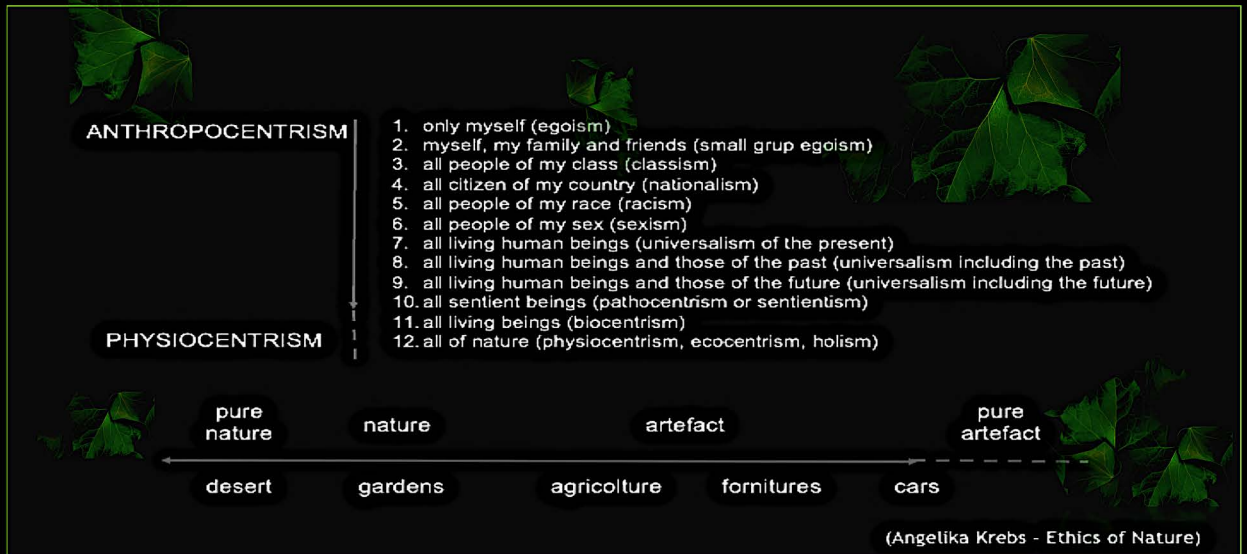 ANTHROPOCENTRISM
1. only myself (egoism)
2. myself, my family and friends (small grup egoism)
3. all people of my class (classism)
4. all citizen of my country (nationalism)
5. all people of my race (racism)
6. all people of my sex (sexism)
7. all living human beings (universalism of the present)
8. all living human beings and those of the past (universalism including the past)
9. all living human beings and those of the future (universalism including the future)
10. all sentient beings (pathocentrism or sentientism)
11. all living beings (biocentrism)
PHYSIOCENTRISM
12. all of nature (physiocentrism, ecocentrism, holism)
pure nature
nature
artefact
pure artefact
desert
gardens
agricolture
fornitures
cars
(Angelika Krebs - Ethics of Nature)